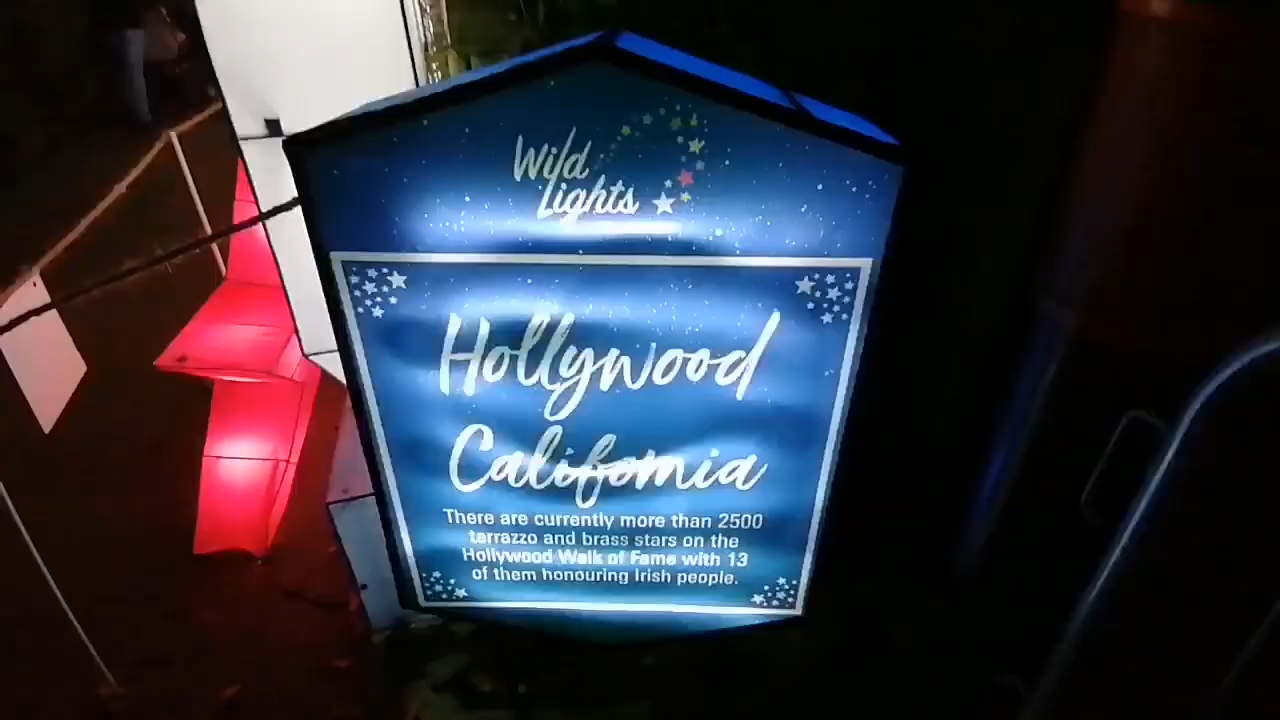 Wild
Lights
Hollywood
California
There are currently more than 2500
terrazzo and brass stars on the
Hollywood Walk of Fame with 13
of them honouring Irish people.